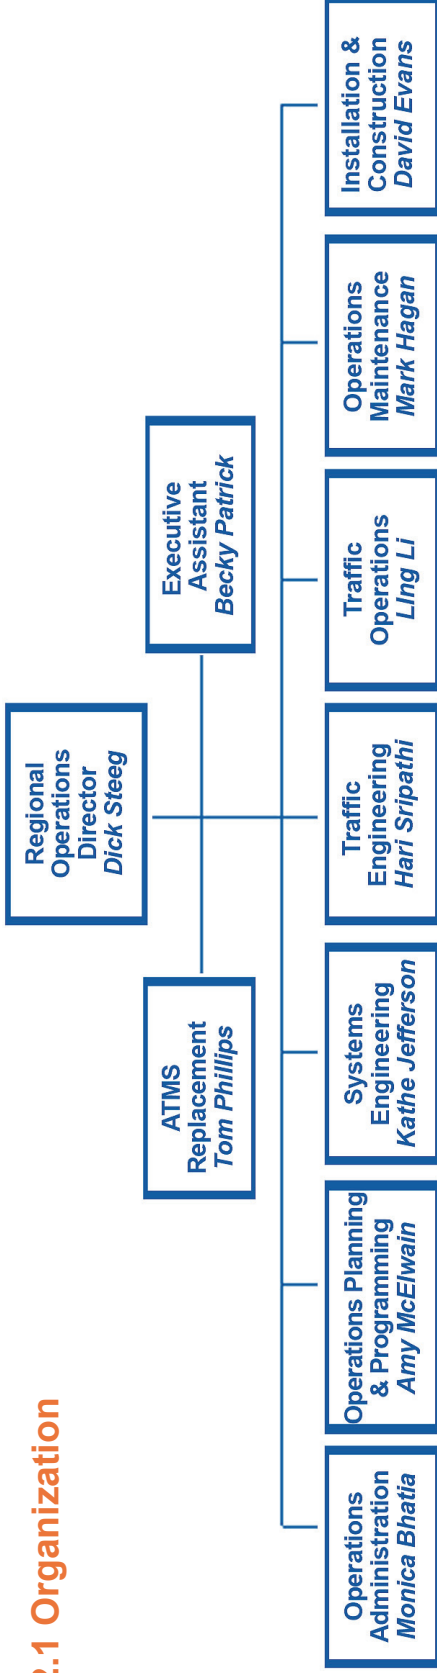 .1 Organization
Regional
Operations
Director
Dick Steeg
ATMS
Replacement
Tom Phillips
Executive
Assistant
Becky Patrick
Operations
Administration
Monica Bhatia
Operations Planning
& Programming
Amy McElwain
Systems
Engineering
Kathe Jefferson
Traffic
Engineering
Hari Sripathi
Traffic
Operations
LIng Li
Operations
Maintenance
Mark Hagan
Installation &
Construction
David Evans